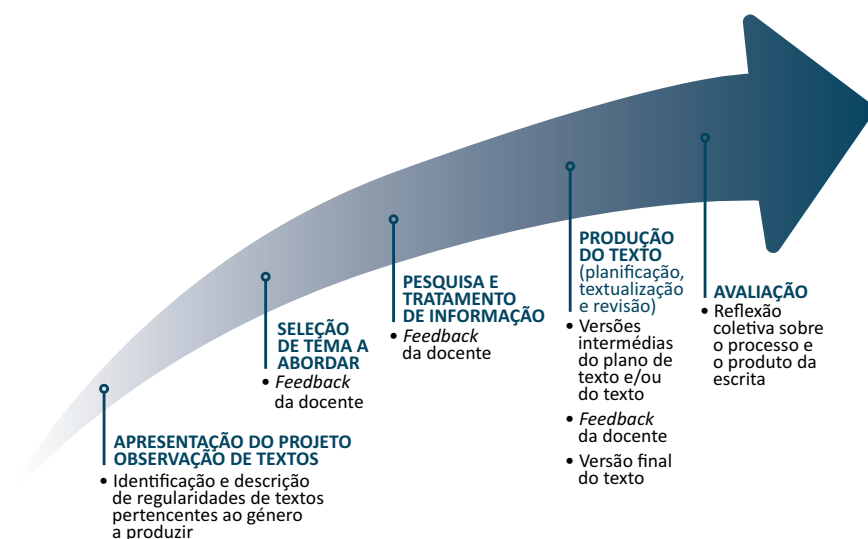 APRESENTAÇÃO DO PROJETO
OBSERVAÇÃO DE TEXTOS
• Identificação e descrição
de regularidades de textos
pertencentes ao género
a produzir
SELEÇÃO
DE TEMA A
ABORDAR
• Feedback
da docente
PESQUISA E
TRATAMENTO
DE INFORMAÇÃO
• Feedback
da docente
PRODUÇÃO
DO TEXTO
(planificação,
textualização
e revisão)
• Versões
intermédias
do plano de
texto e/ou
do texto
• Feedback
da docente
• Versão final
do texto
AVALIAÇÃO
• Reflexão
coletiva sobre
o processo e
o produto da
escrita